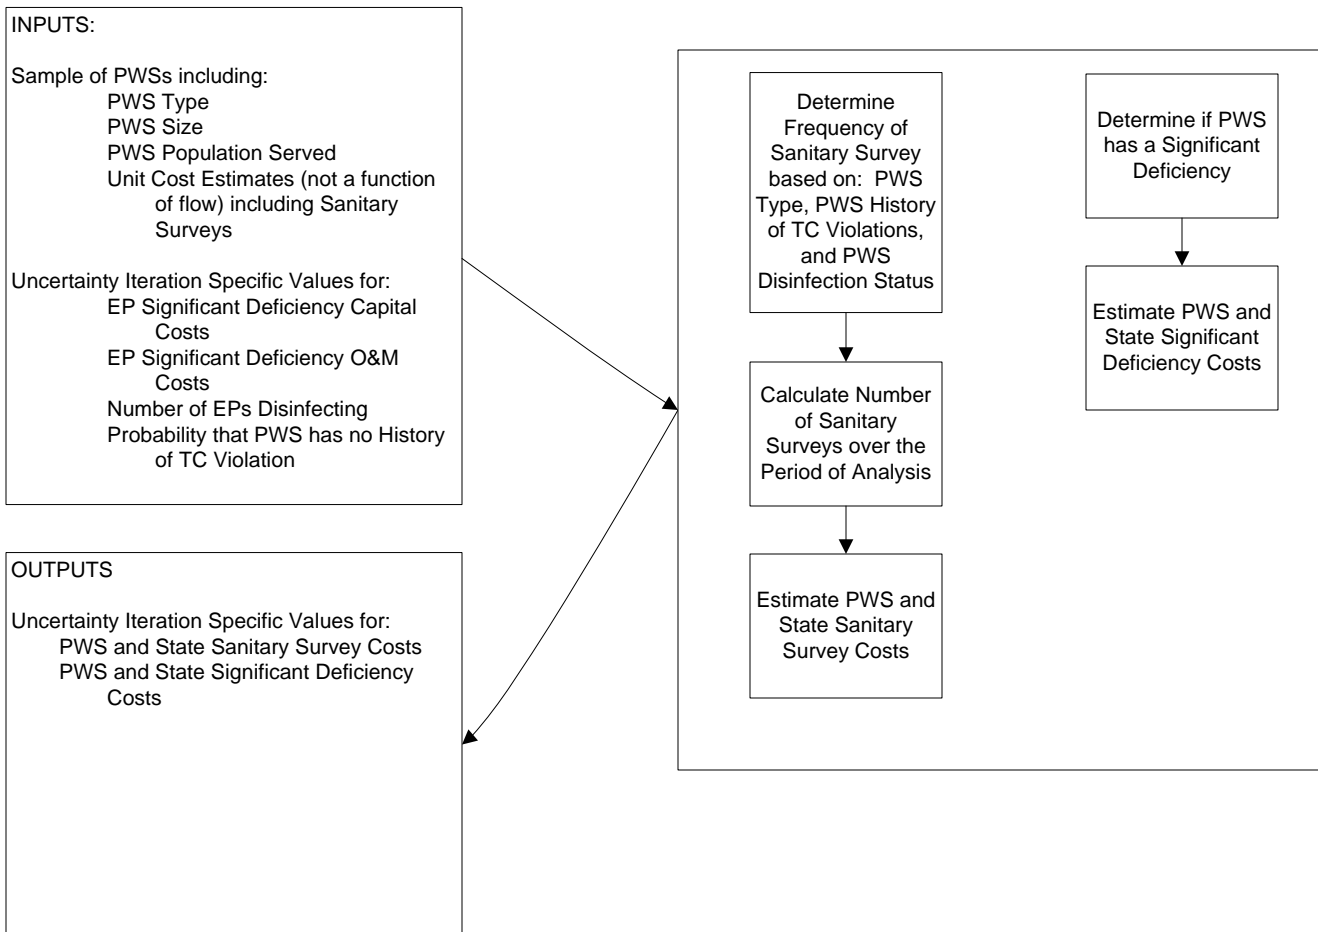 INPUTS:
Sample of PWSs including:
PWS Type
PWS Size
PWS Population Served
Unit Cost Estimates (not a function
of flow) including Sanitary
Surveys
Uncertainty Iteration Specific Values for:
EP Significant Deficiency Capital
Costs
EP Significant Deficiency O&M
Costs
Number of EPs Disinfecting
Probability that PWS has no History
of TC Violation
OUTPUTS
Uncertainty Iteration Specific Values for:
PWS and State Sanitary Survey Costs
PWS and State Significant Deficiency
Costs
Determine
Frequency of
Sanitary Survey
based on:  PWS
Type, PWS History
of TC Violations,
and PWS
Disinfection Status
Calculate Number
of Sanitary
Surveys over the
Period of Analysis
Estimate PWS and
State Sanitary
Survey Costs
Determine if PWS
has a Significant
Deficiency
Estimate PWS and
State Significant
Deficiency Costs